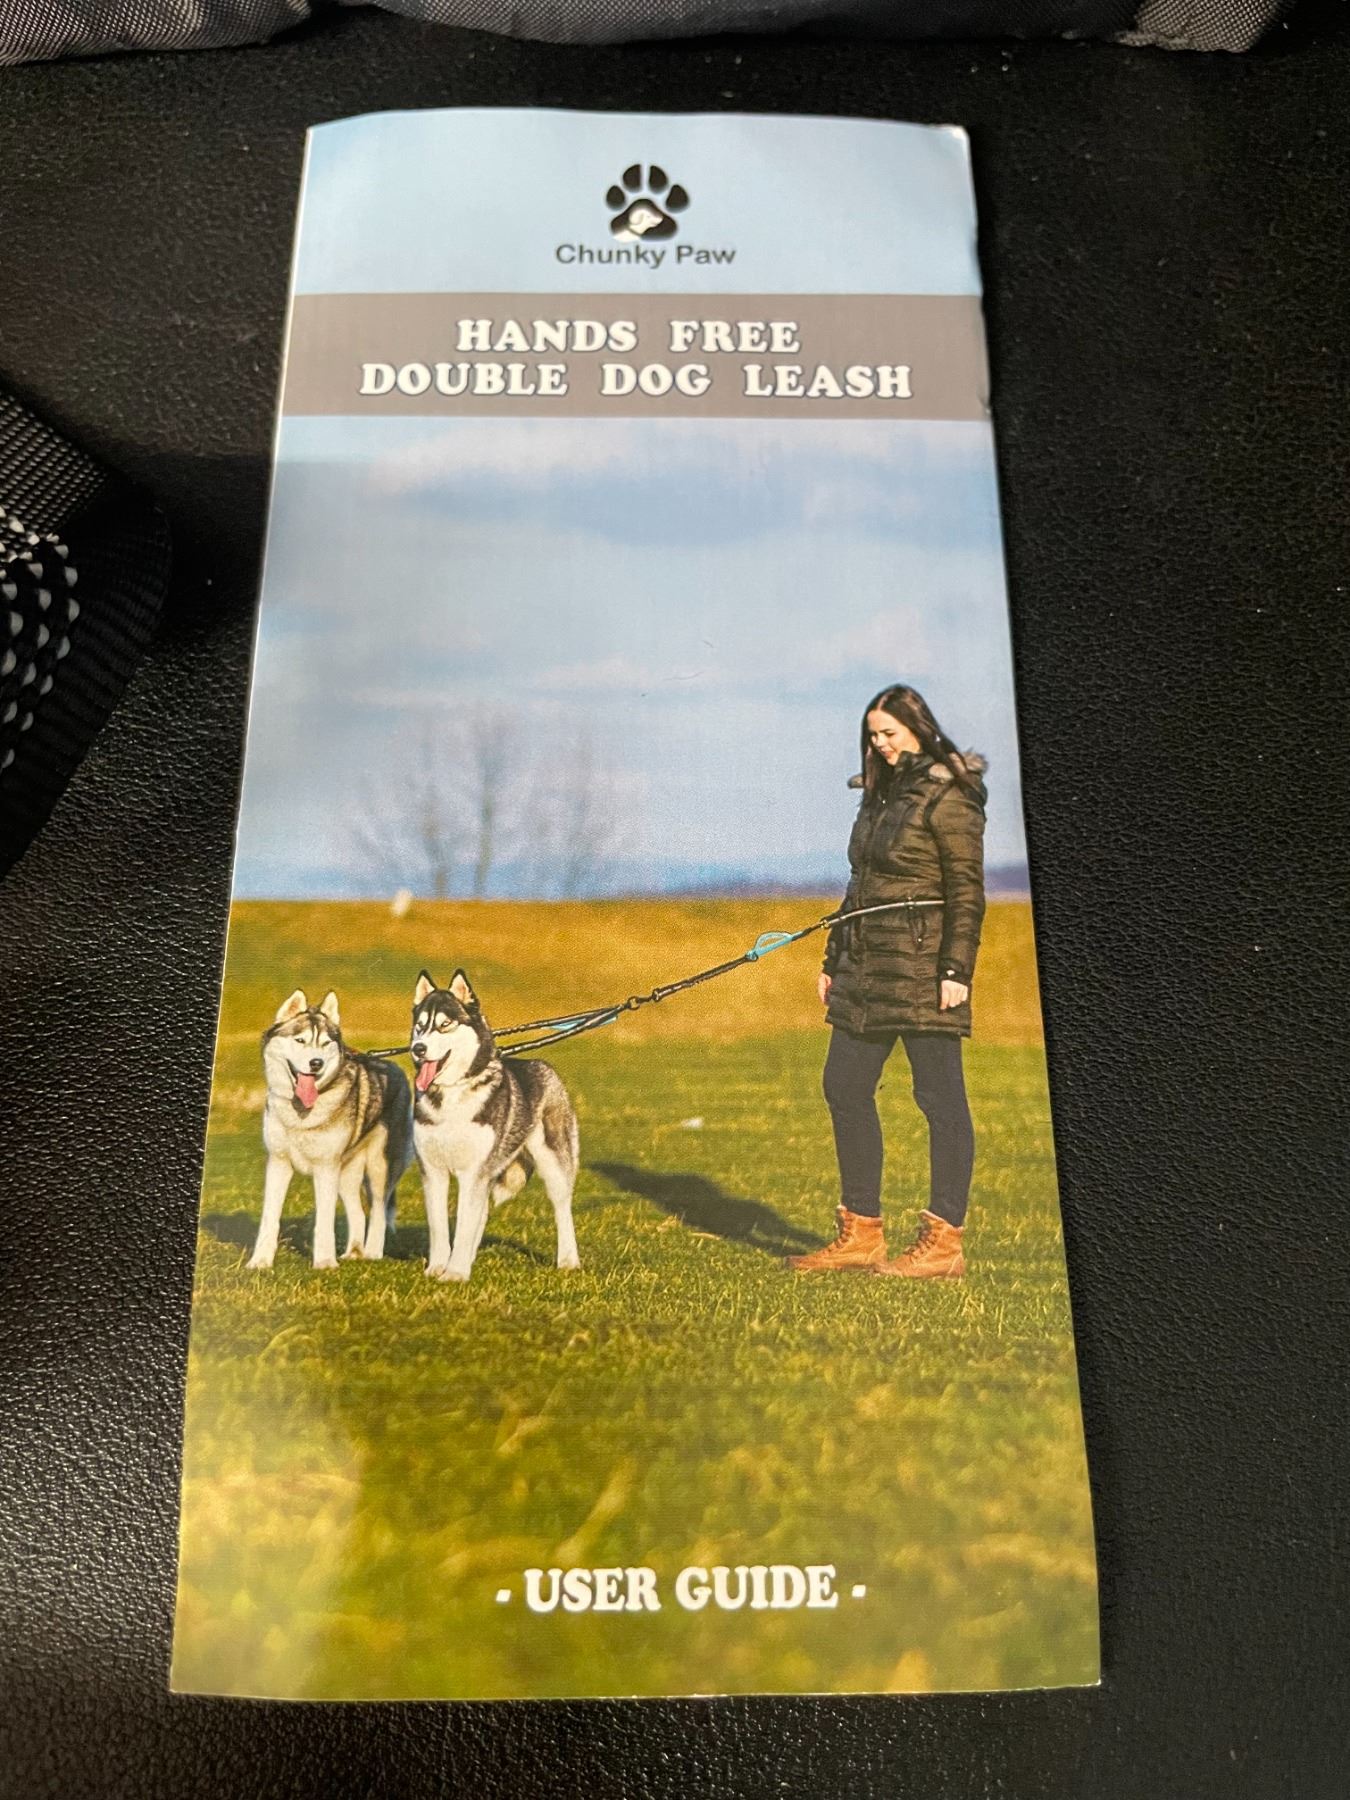 Chunky Paw
HANDS FREE
DOUBLE DOG LEASH
- USER GUIDE -